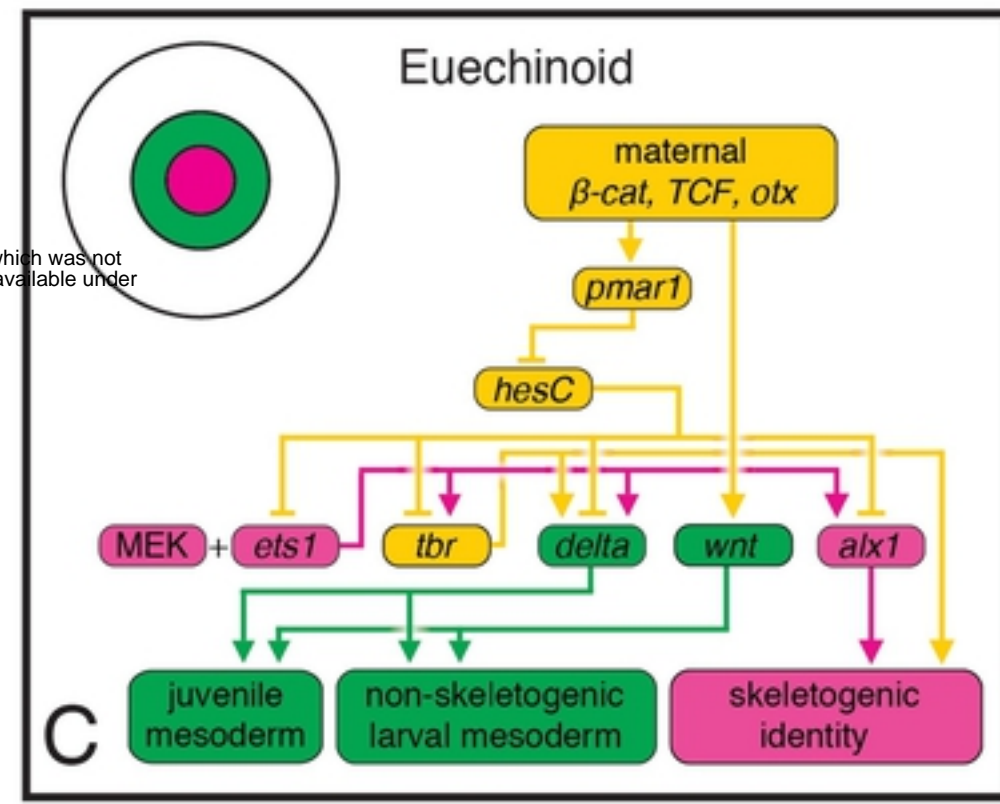 Euechinoid
maternal
β-cat, TCF, otx
which was not
available under
pmar1
hesC
MEK + ets1 tbr delta wnt alx1
juvenile
mesoderm
non-skeletogenic
larval mesoderm
skeletogenic
identity
C